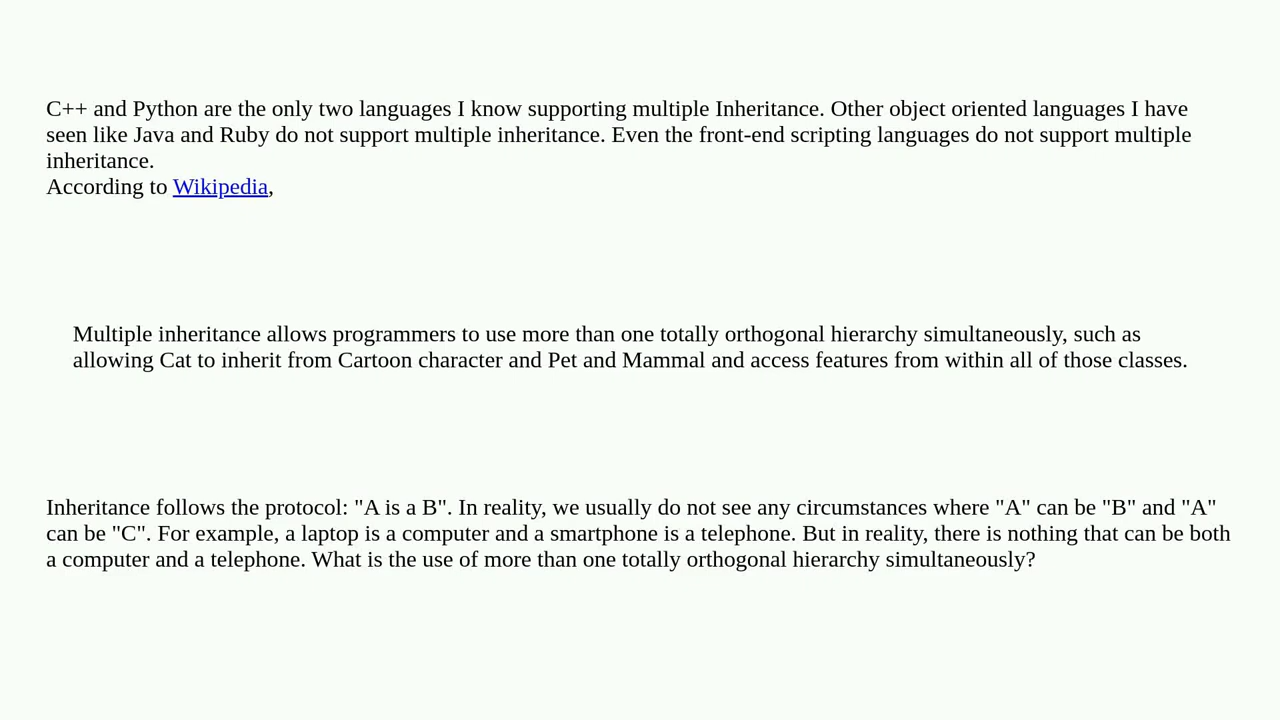 C++ and Python are the only two languages I know supporting multiple Inheritance. Other object oriented languages I have
seen like Java and Ruby do not support multiple inheritance. Even the front-end scripting languages do not support multiple
inheritance.
According to Wikipedia,
Multiple inheritance allows programmers to use more than one totally orthogonal hierarchy simultaneously, such as
allowing Cat to inherit from Cartoon character and Pet and Mammal and access features from within all of those classes.
Inheritance follows the protocol: "A is a B". In reality, we usually do not see any circumstances where "A" can be "B" and "A"
can be "C". For example, a laptop is a computer and a smartphone is a telephone. But in reality, there is nothing that can be both
a computer and a telephone. What is the use of more than one totally orthogonal hierarchy simultaneously?